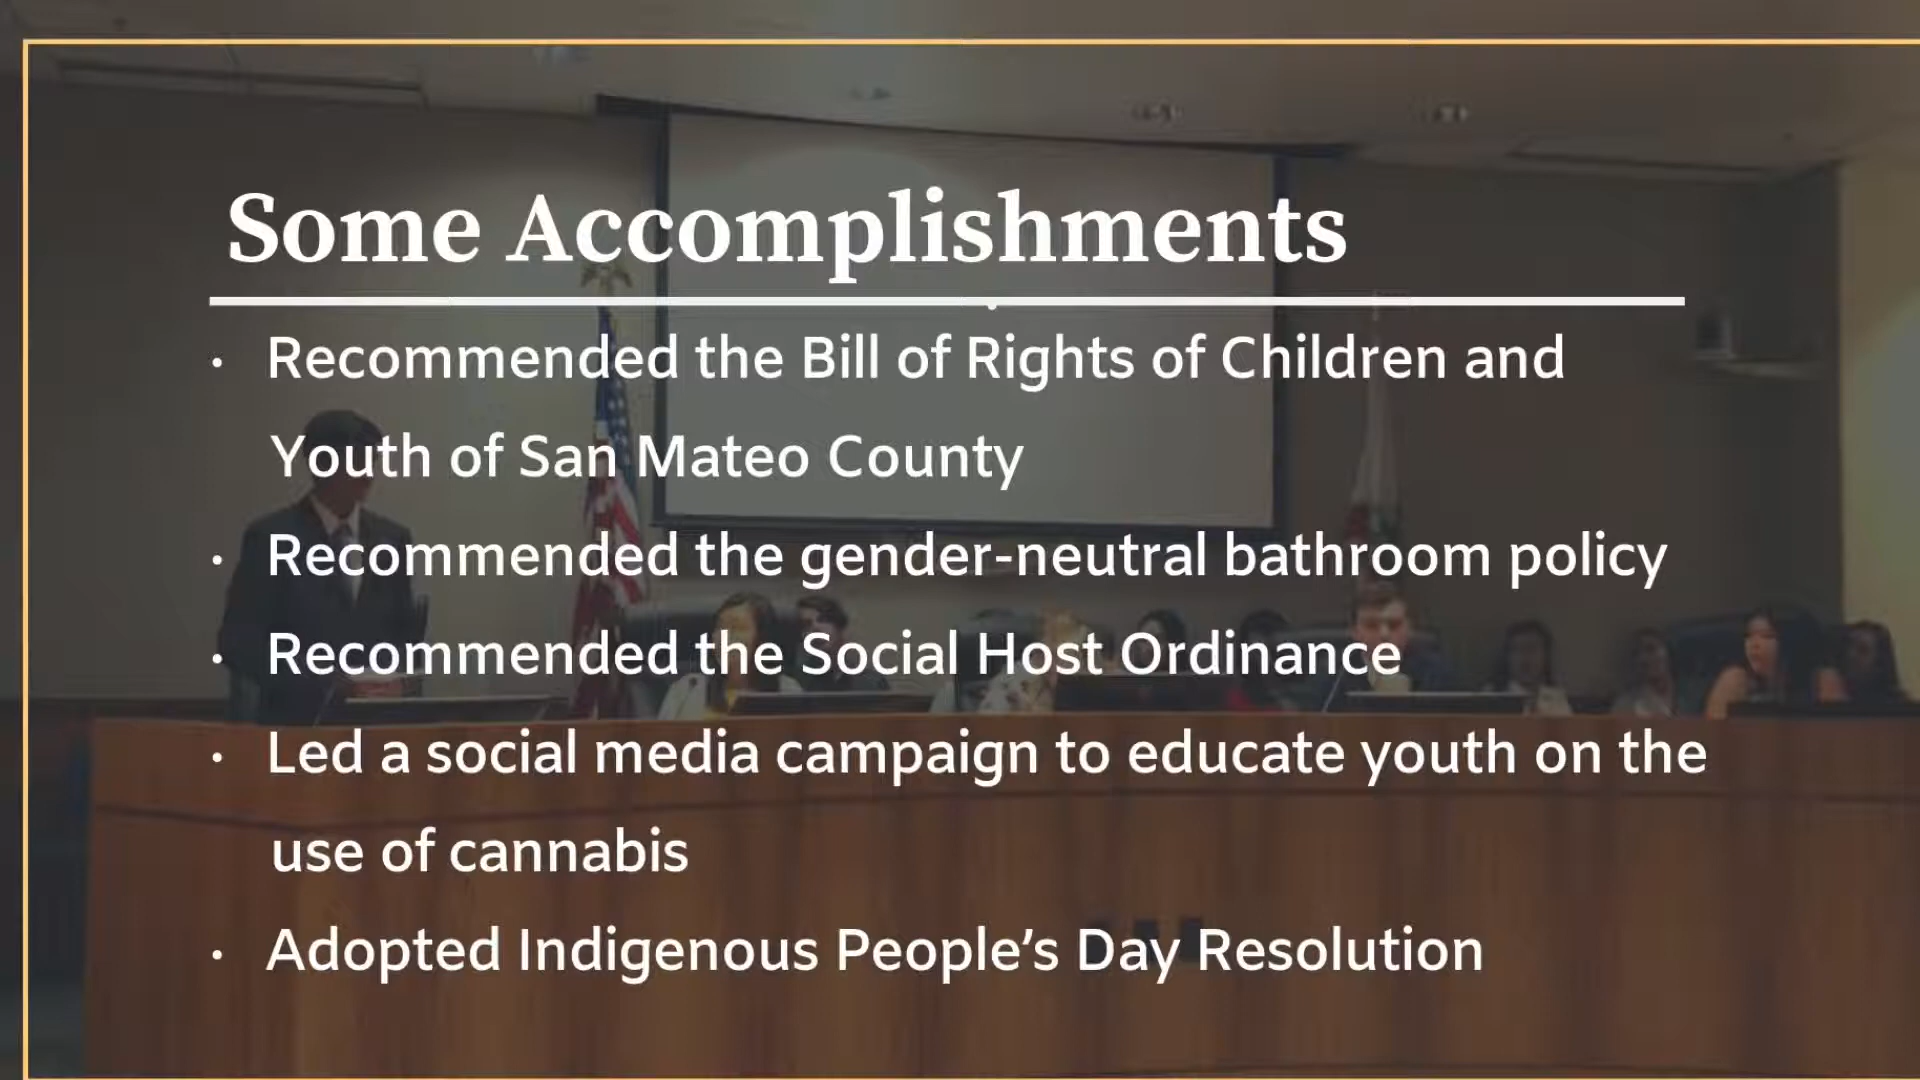 Some Accomplishments
• Recommended the Bill of Rights of Children and
Youth of San Mateo County
• Recommended the gender-neutral bathroom policy
• Recommended the Social Host Ordinance
• Led a social media campaign to educate youth on the
use of cannabis
• Adopted Indigenous People’s Day Resolution